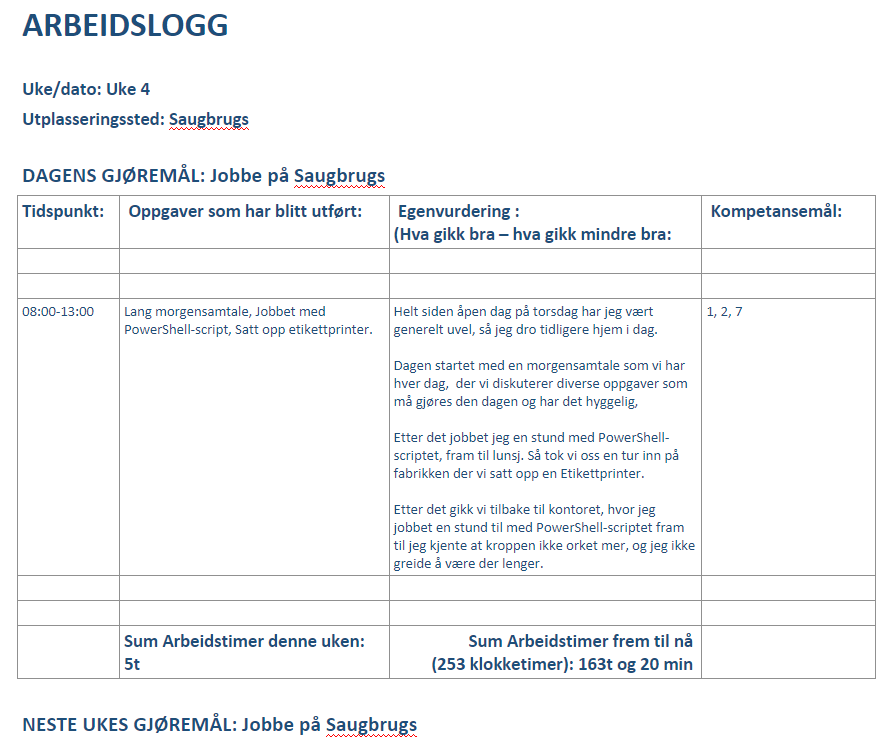 ARBEIDSLOGG
Uke/dato: Uke 4
Utplasseringssted: Saugbrugs
DAGENS GJØREMÅL: Jobbe på Saugbrugs
Tidspunkt:
Oppgaver som har blitt utført:
Egenvurdering :
(Hva gikk bra – hva gikk mindre bra:
Kompetansemål:
08:00-13:00
Lang morgensamtale, Jobbet med
PowerShell-script, Satt opp etikettprinter.
Helt siden åpen dag på torsdag har jeg vært
generelt uvel, så jeg dro tidligere hjem i dag.
Dagen startet med en morgensamtale som vi har
hver dag,  der vi diskuterer diverse oppgaver som
må gjøres den dagen og har det hyggelig,
Etter det jobbet jeg en stund med PowerShell-
scriptet, fram til lunsj. Så tok vi oss en tur inn på
fabrikken der vi satt opp en Etikettprinter.
Etter det gikk vi tilbake til kontoret, hvor jeg
jobbet en stund til med PowerShell-scriptet fram
til jeg kjente at kroppen ikke orket mer, og jeg ikke
greide å være der lenger.
1, 2, 7
Sum Arbeidstimer denne uken:
5t
Sum Arbeidstimer frem til nå
(253 klokketimer): 163t og 20 min
NESTE UKES GJØREMÅL: Jobbe på Saugbrugs